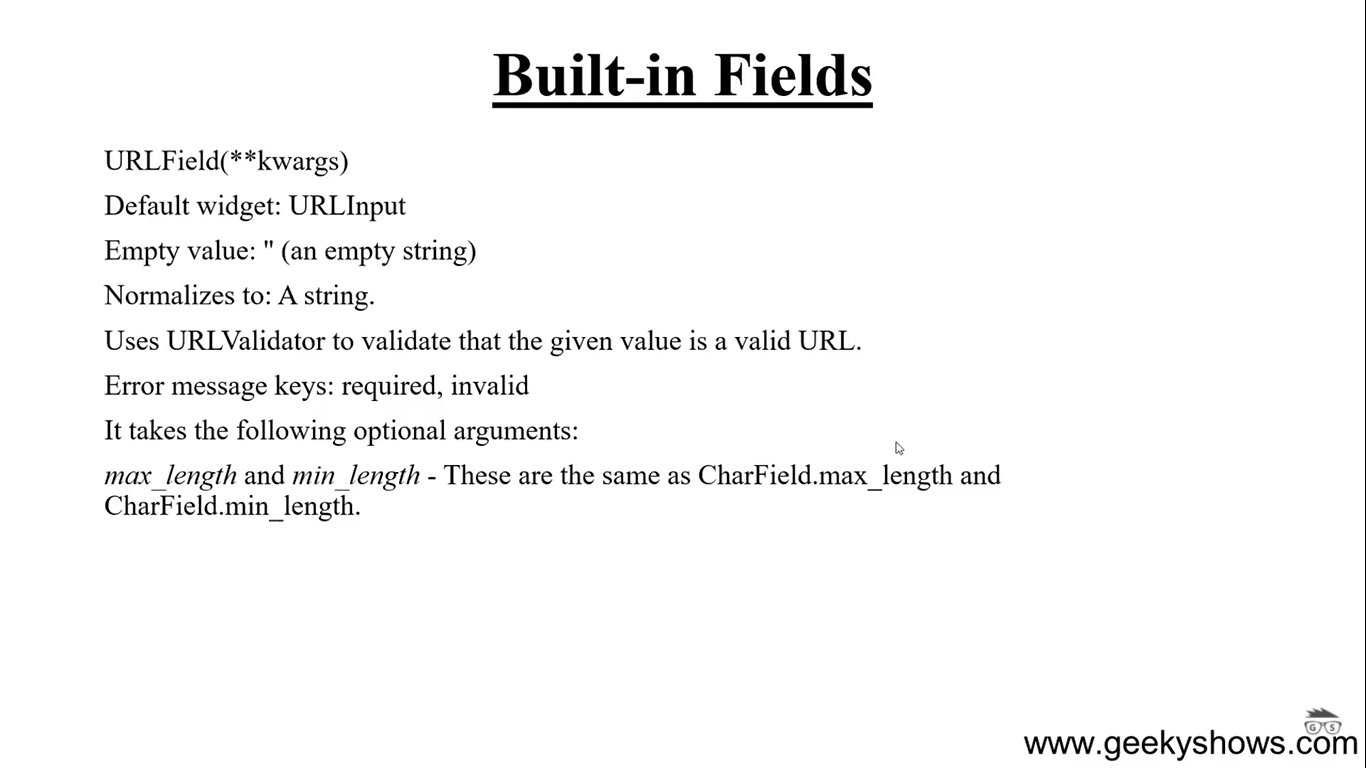 Built-in Fields
URLField(**kwargs)
Default widget: URLInput
Empty value: '' (an empty string)
Normalizes to: A string.
Uses URLValidator to validate that the given value is a valid URL.
Error message keys: required, invalid
It takes the following optional arguments:
max_length and min_length - These are the same as CharField.max_length and
CharField.min_length.
G S
www.geekyshows.com